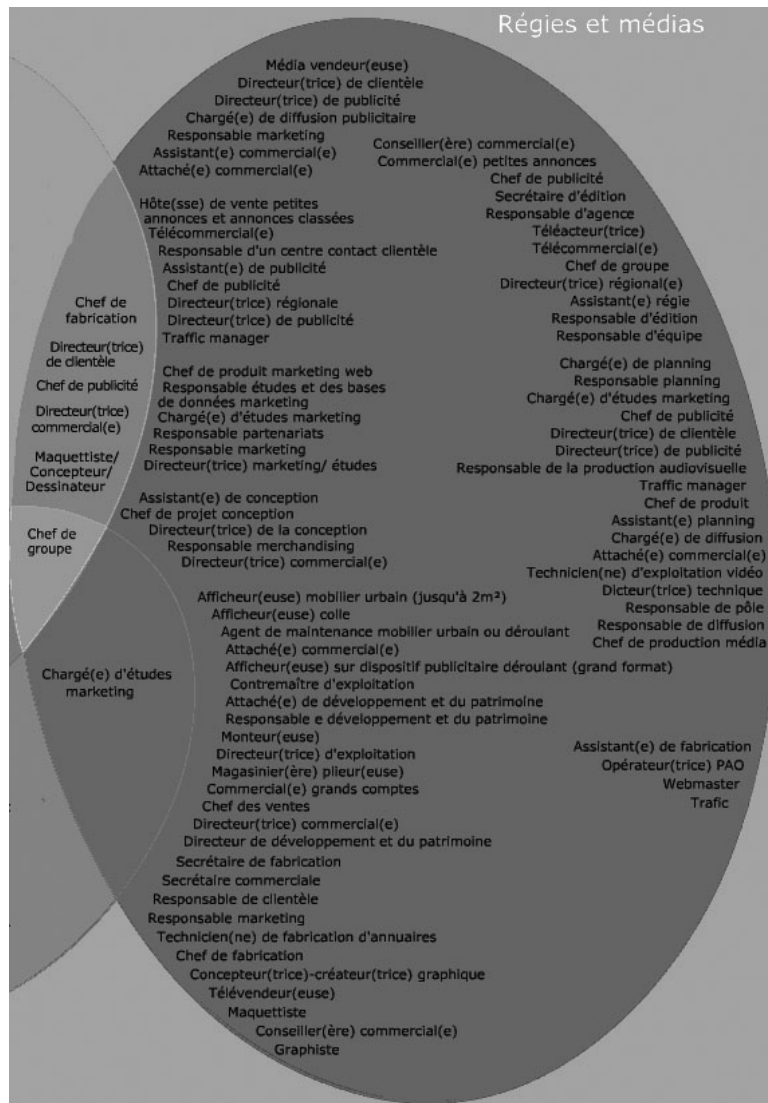 Régies et médias
Média vendeur(euse)
Directeur(trice) de clientèle
Directeur(trice) de publicité
Chargé(e) de diffusion publicitaire
Responsable marketing
Assistant(e) commercial(e)
Attaché(e) commercial(e)
Hôte(sse) de vente petites
annonces et annonces classées
Télécommercial(e)
Responsable d'un centre contact clientèle
Assistant(e) de publicité
Chef de publicité
Directeur(trice) régionale
Directeur(trice) de publicité
Traffic manager
Chef de produit marketing web
Responsable études et des bases
de données marketing
Chargé(e) d'études marketing
Responsable partenariats
Responsable marketing
Directeur(trice) marketing/ études
Assistant(e) de conception
Chef de projet conception
Directeur(trice) de la conception
Responsable merchandising
Directeur(trice) commercial(e)
Afficheur(euse) mobilier urbain (jusqu'à 2m²)
Afficheur(euse) colle
Agent de maintenance mobilier urbain ou déroulant
Attaché(e) commercial(e)
Afficheur(euse) sur dispositif publicitaire déroulant (grand format)
Contremaître d'exploitation
Attaché(e) de développement et du patrimoine
Responsable e développement et du patrimoine
Monteur(euse)
Directeur(trice) d'exploitation
Magasinier(ère) plieur(euse)
Commercial(e) grands comptes
Chef des ventes
Directeur(trice) commercial(e)
Directeur de développement et du patrimoine
Secrétaire de fabrication
Secrétaire commerciale
Responsable de clientèle
Responsable marketing
Technicien(ne) de fabrication d'annuaires
Chef de fabrication
Concepteur(trice)-créateur(trice) graphique
Télévendeur(euse)
Maquettiste
Conseiller(ère) commercial(e)
Graphiste
Conseiller(ère) commercial(e)
Commercial(e) petites annonces
Chef de publicité
Secrétaire d'édition
Responsable d'agence
Téléacteur(trice)
Télécommercial(e)
Chef de groupe
Directeur(trice) régional(e)
Assistant(e) régie
Responsable d'édition
Responsable d'équipe
Chargé(e) de planning
Responsable planning
Chargé(e) d'études marketing
Chef de publicité
Directeur(trice) de clientèle
Directeur(trice) de publicité
Responsable de la production audiovisuelle
Traffic manager
Chef de produit
Assistant(e) planning
Chargé(e) de diffusion
Attaché(e) commercial(e)
Technicien(ne) d'exploitation vidéo
Dicteur(trice) technique
Responsable de pôle
Responsable de diffusion
Chef de production média
Assistant(e) de fabrication
Opérateur(trice) PAO
Webmaster
Trafic
Chef de
fabrication
Directeur(trice)
de clientèle
Chef de publicité
Directeur(trice)
commercial(e)
Maquettiste/
Concepteur/
Dessinateur
Chef de
groupe
Chargé(e) d'études
marketing